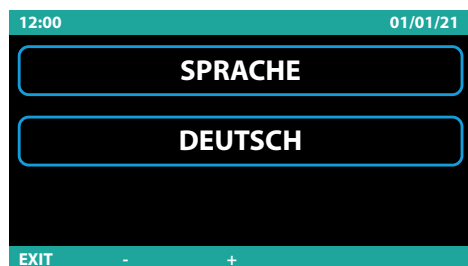 12:00 01/01/21
SPRACHE
DEUTSCH
EXIT - +